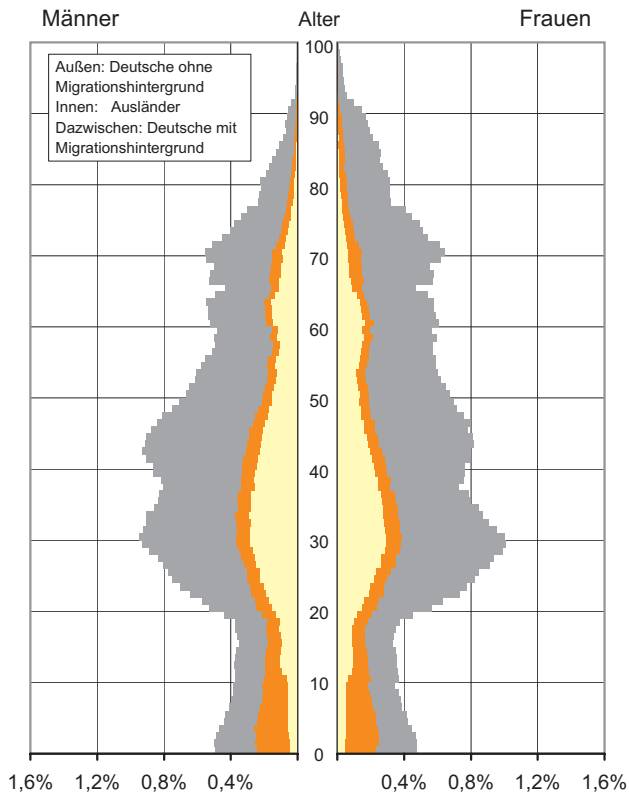 Männer Alter Frauen
Außen: Deutsche ohne
Migrationshintergrund
Innen: Ausländer
Dazwischen: Deutsche mit
Migrationshintergrund
100
90
80
70
60
50
40
30
20
10
0
1,6% 1,2% 0,8% 0,4% 0,4% 0,8% 1,2% 1,6%